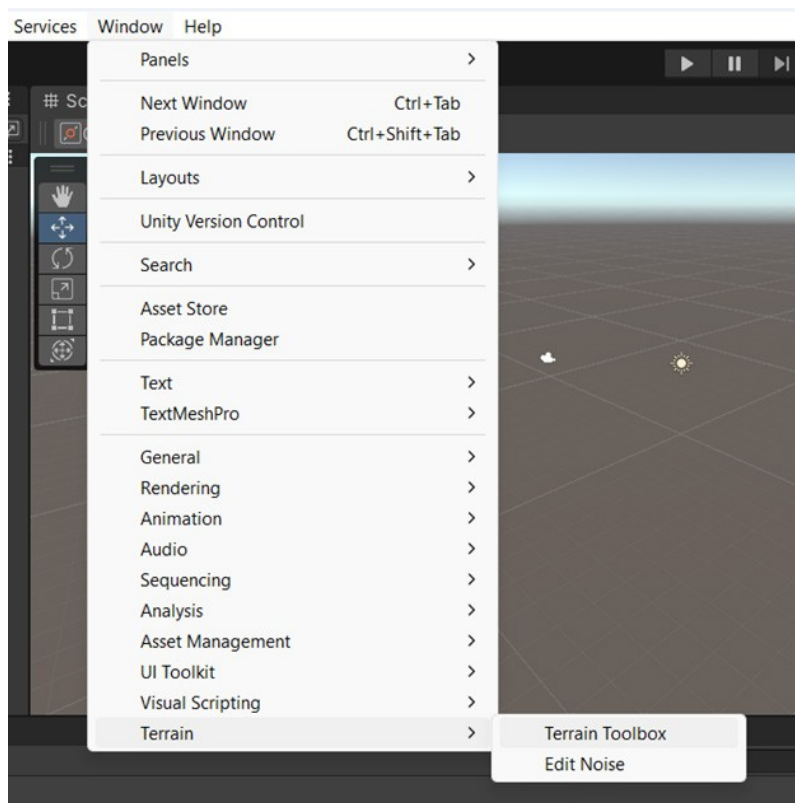 Services Window Help
Panels
Next Window Ctrl+Tab
Previous Window Ctrl+Shift+Tab
Layouts
Unity Version Control
Search
Asset Store
Package Manager
Text
TextMeshPro
General
Rendering
Animation
Audio
Sequencing
Analysis
Asset Management
UI Toolkit
Visual Scripting
Terrain
Terrain Toolbox
Edit Noise